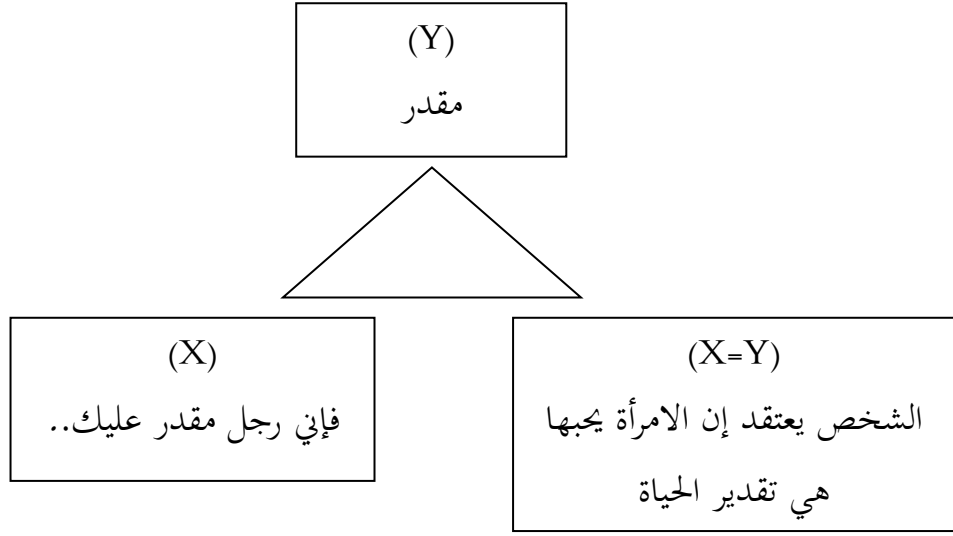 (Y)
مقدر
(X)
فإني رجل مقدر عليك..
(X=Y)
الشخص يعتقد إن الامرأة يحبها
هي تقدير الحياة